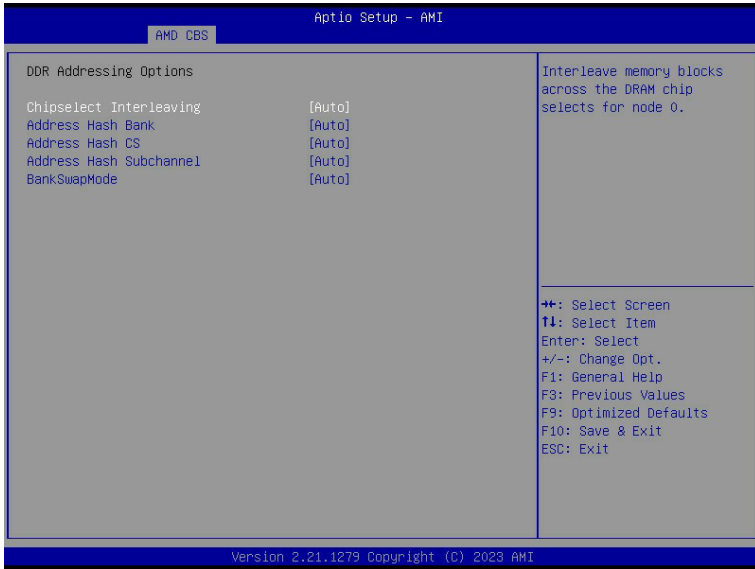 Aptio Setup – AMI
AMD CBS
DDR Addressing Options
Chipselect Interleaving [Auto]
Address Hash Bank [Auto]
Address Hash CS [Auto]
Address Hash Subchannel [Auto]
BankSwapMode [Auto]
Interleave memory blocks
across the DRAM chip
selects for node 0.
→←: Select Screen
↑↓: Select Item
Enter: Select
+/-: Change Opt.
F1: General Help
F3: Previous Values
F9: Optimized Defaults
F10: Save & Exit
ESC: Exit
Version 2.21.1279 Copyright (C) 2023 AMI